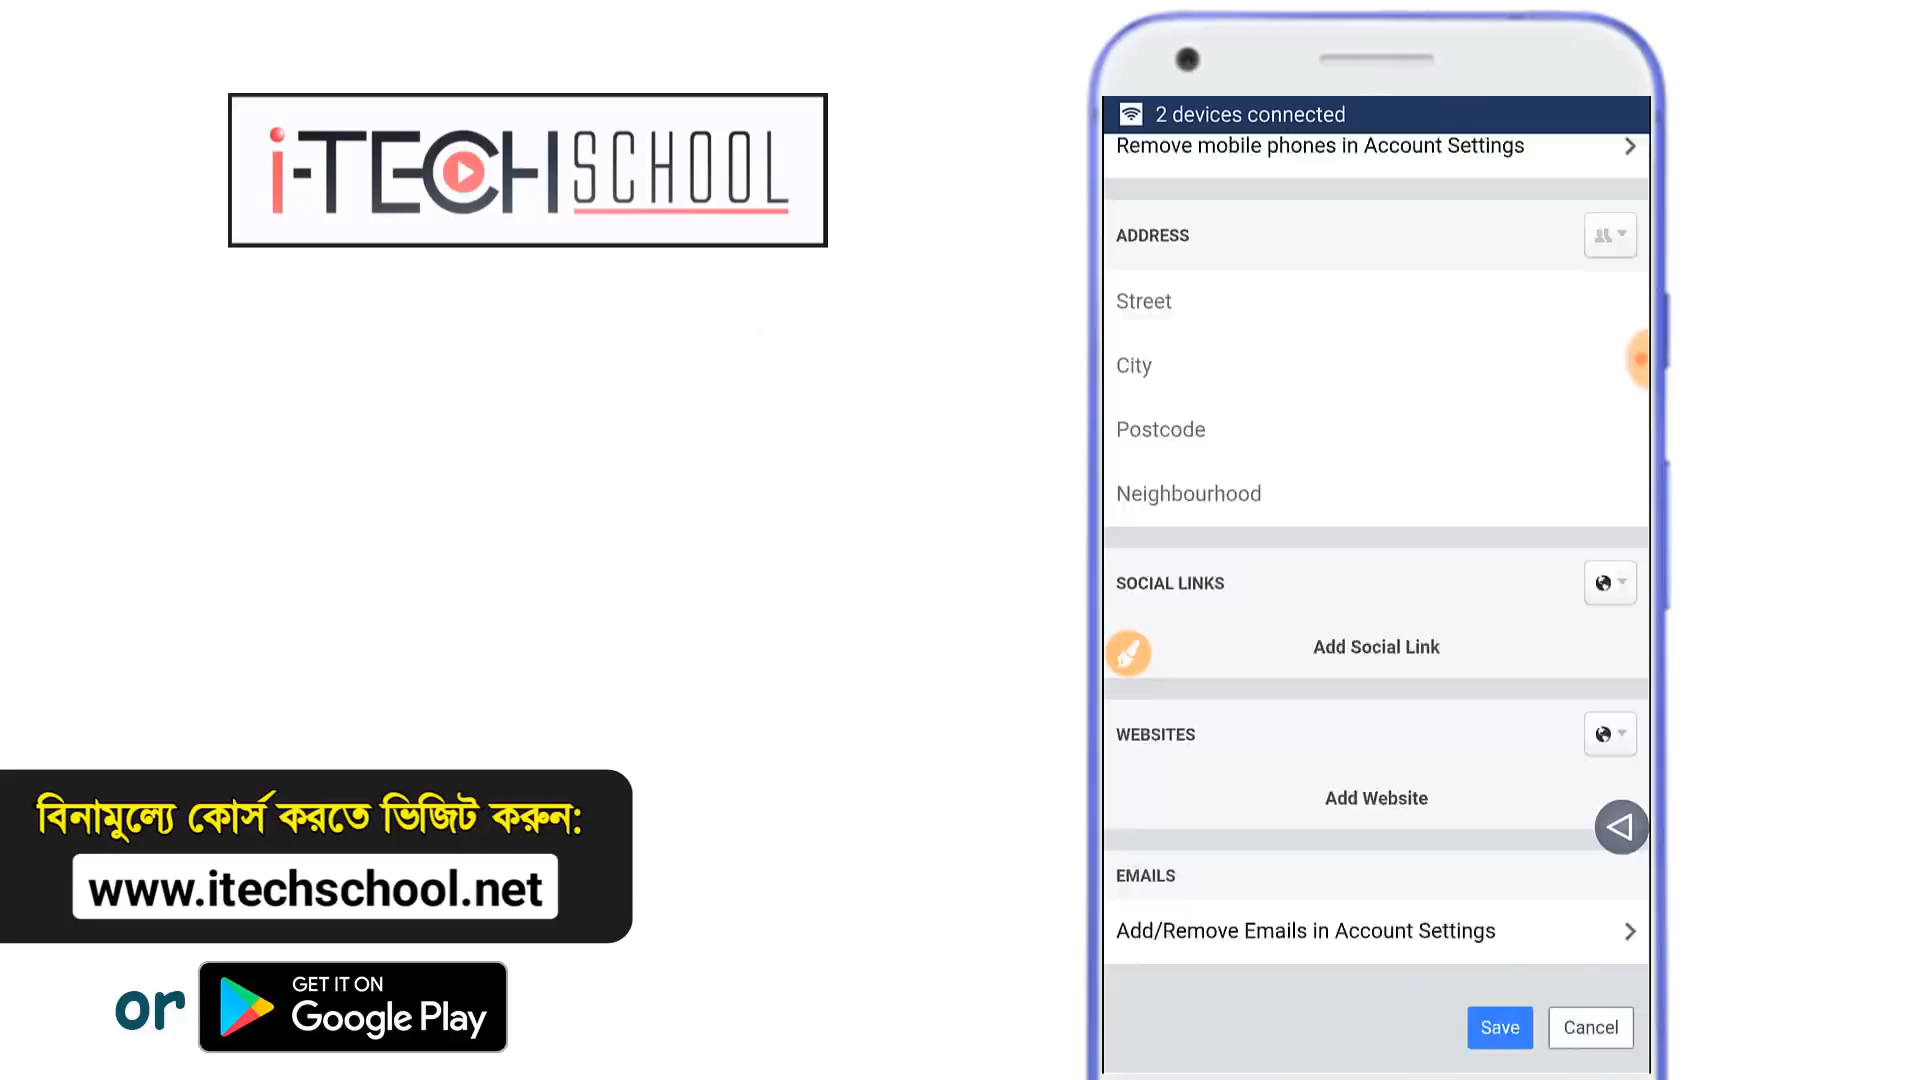 i-TECH SCHOOL
বিনামুল্যে কোর্স করতে ভিজিট করুন:
www.itechschool.net
or
GET IT ON
Google Play
2 devices connected
Remove mobile phones in Account Settings
ADDRESS
Street
City
Postcode
Neighbourhood
SOCIAL LINKS
Add Social Link
WEBSITES
Add Website
EMAILS
Add/Remove Emails in Account Settings
Save Cancel